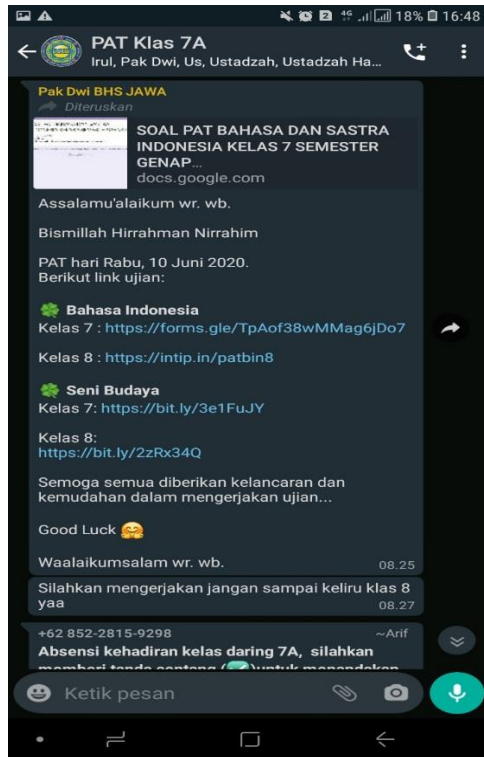 4G 18% 16:48
PAT Klas 7A
Irul, Pak Dwi, Us, Ustadzah, Ustadzah Ha...
Pak Dwi BHS JAWA
Diteruskan
SOAL PAT BAHASA DAN SASTRA
INDONESIA KELAS 7 SEMESTER
GENAP...
docs.google.com
Assalamu'alaikum wr. wb.
Bismillah Hirrahman Nirrahim
PAT hari Rabu, 10 Juni 2020.
Berikut link ujian:
🍀 Bahasa Indonesia
Kelas 7 : https://forms.gle/TpAof38wMMag6jDo7
Kelas 8 : https://intip.in/patbin8
🍀 Seni Budaya
Kelas 7: https://bit.ly/3e1FuJY
Kelas 8:
https://bit.ly/2zRx34Q
Semoga semua diberikan kelancaran dan
kemudahan dalam mengerjakan ujian...
Good Luck 🤗
Waalaikumsalam wr. wb. 08.25
Silahkan mengerjakan jangan sampai keliru klas 8
yaa 08.27
+62 852-2815-9298 ~Arif
Absensi kehadiran kelas daring 7A, silahkan
memberi tanda centang (✅)untuk menandakan
Ketik pesan